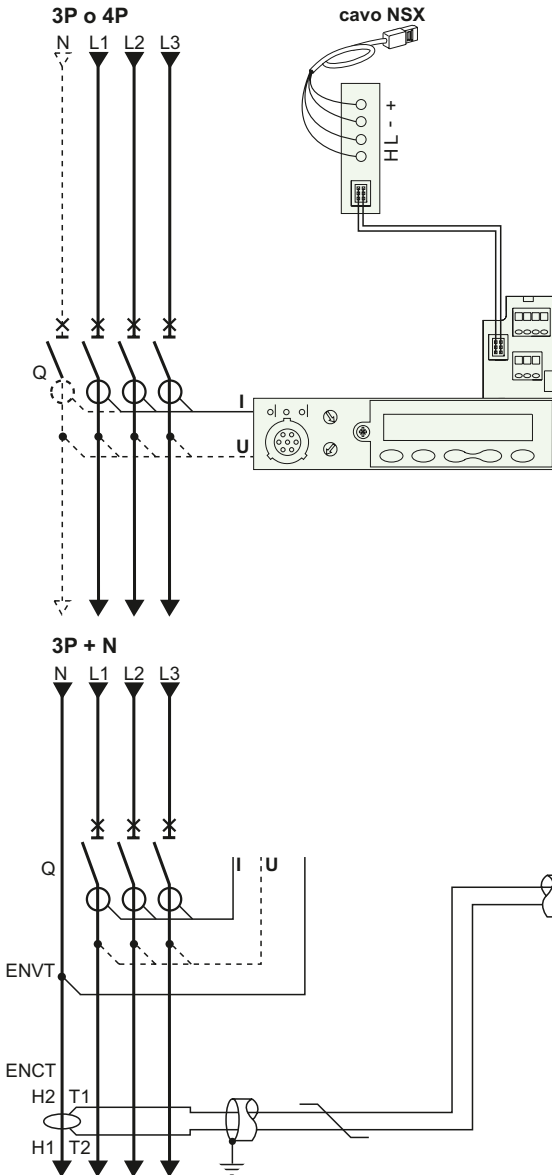 3P o 4P
N L1 L2 L3
cavo NSX
H L - +
Q
I
U
3P + N
N L1 L2 L3
Q
I U
ENVT
ENCT
H2 T1
H1 T2